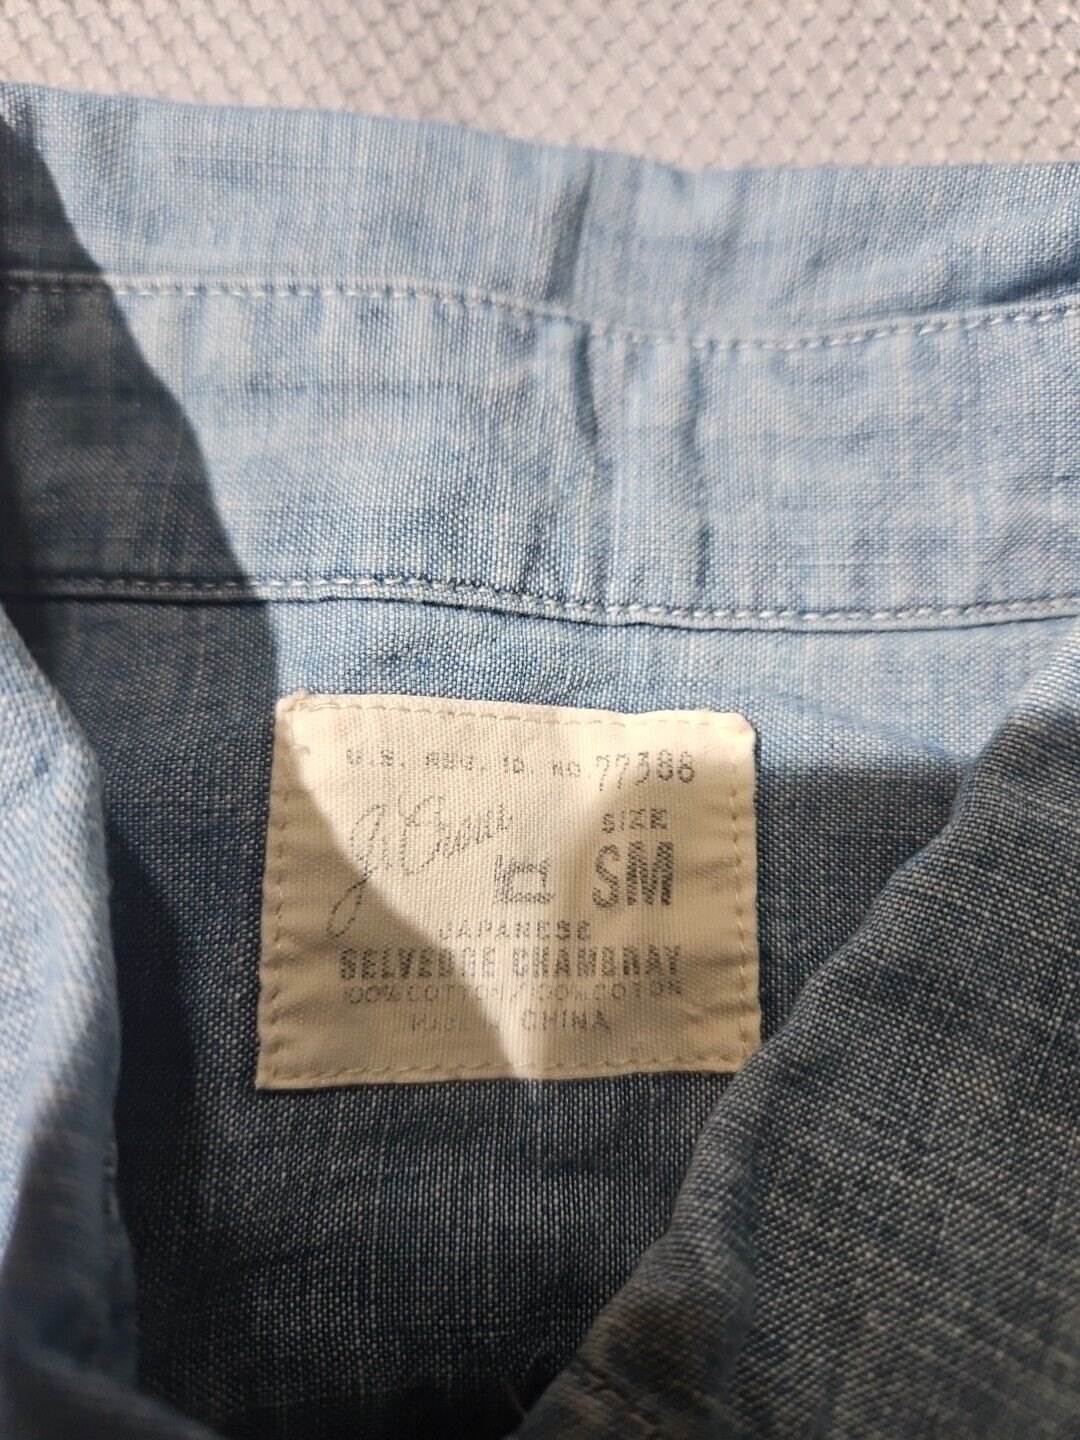 U.S. REG. ID. NO. 77388
J.Crew
SIZE
SM
JAPANESE
SELVEDGE CHAMBRAY
100% COTTON / 100% COTON
MADE IN CHINA